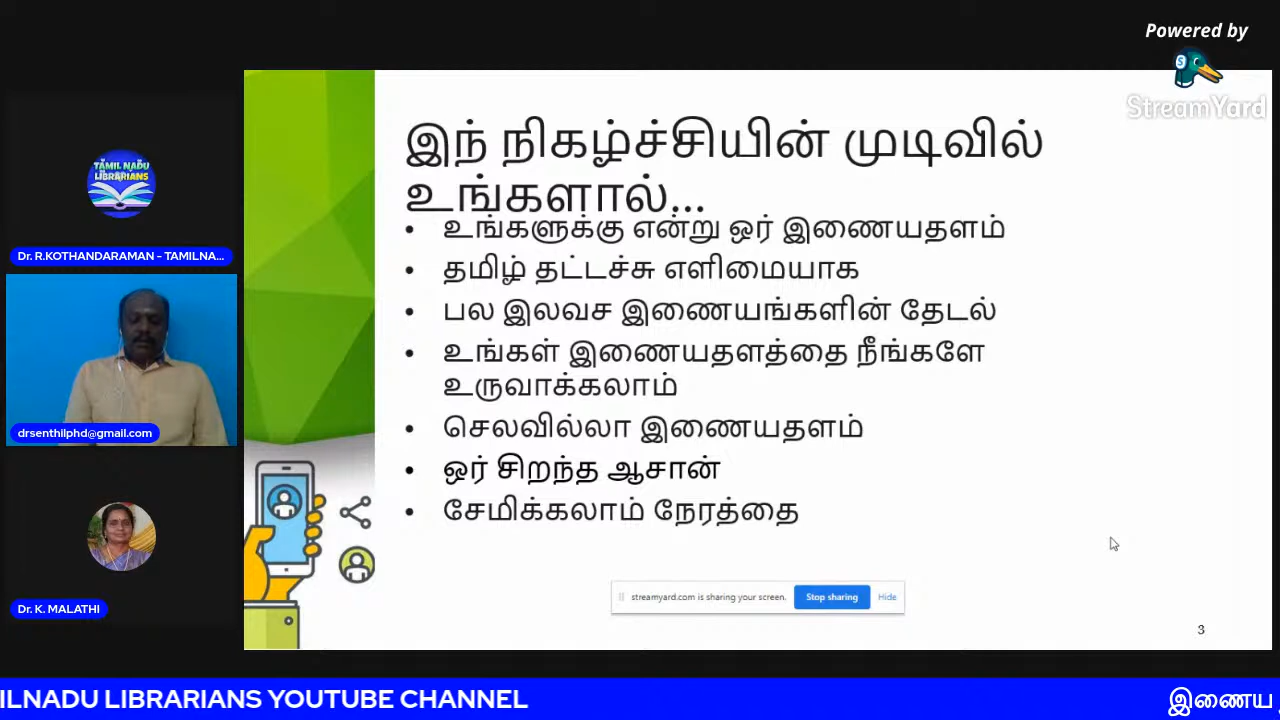 Powered by
StreamYard
TAMIL NADU
LIBRARIANS
Dr. R.KOTHANDARAMAN - TAMILNA...
drsenthilphd@gmail.com
Dr. K. MALATHI
இந் நிகழ்ச்சியின் முடிவில்
உங்களால்...
• உங்களுக்கு என்று ஒர் இணையதளம்
• தமிழ் தட்டச்சு எளிமையாக
• பல இலவச இணையங்களின் தேடல்
• உங்கள் இணையதளத்தை நீங்களே
உருவாக்கலாம்
• செலவில்லா இணையதளம்
• ஒர் சிறந்த ஆசான்
• சேமிக்கலாம் நேரத்தை
streamyard.com is sharing your screen. Stop sharing Hide
3
ILNADU LIBRARIANS YOUTUBE CHANNEL இணைய